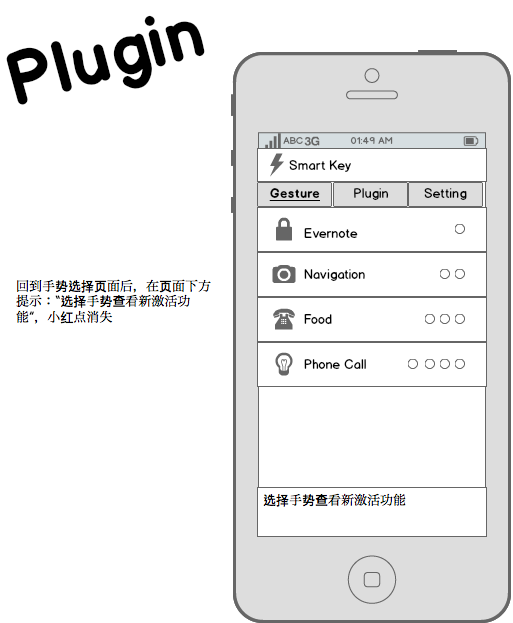 Plugin
ABC 3G 01:49 AM
Smart Key
Gesture Plugin Setting
Evernote
Navigation
Food
Phone Call
选择手势查看新激活功能
回到手势选择页面后，在页面下方
提示：“选择手势查看新激活功
能”，小红点消失